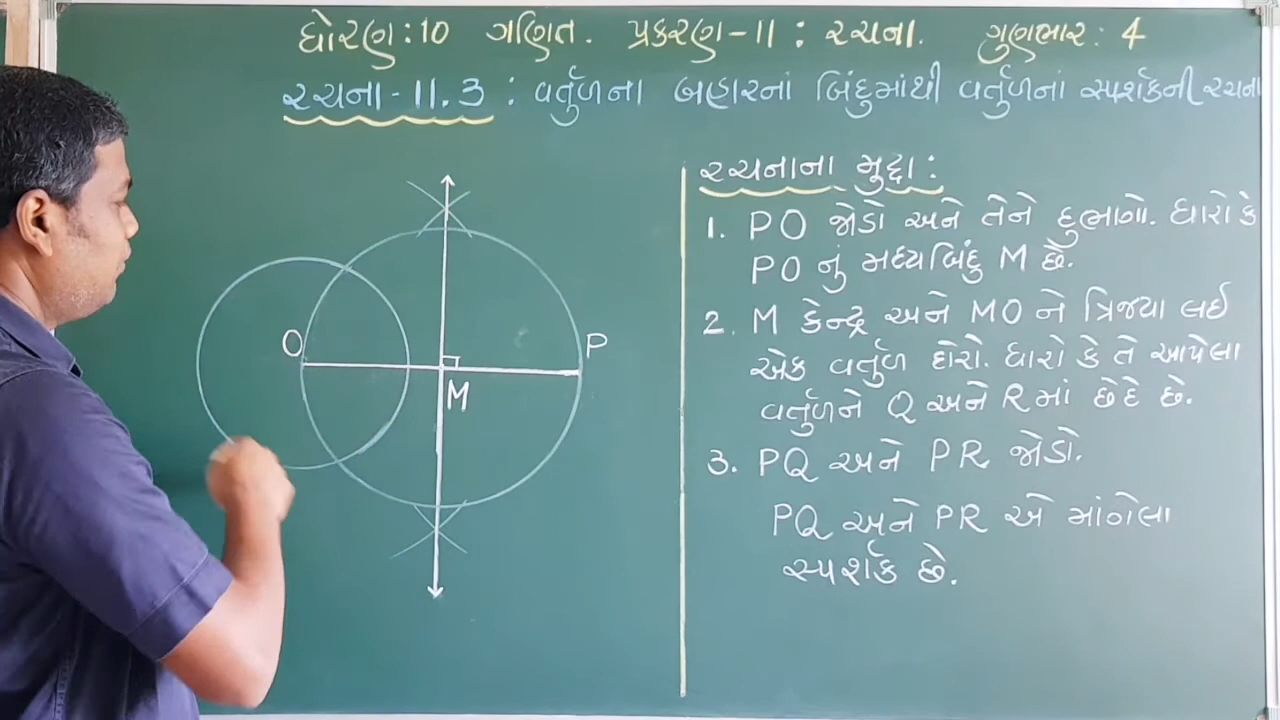 ધોરણ:10 ગણિત. પ્રકરણ-11 : રચના. ગુણભાર: 4
રચના-11.3 : વર્તુળના બહારનાં બિંદુમાંથી વર્તુળનાં સ્પર્શકની રચના
રચનાના મુદ્દા:
1. PO જોડો અને તેને દુભાગો. ધારો કે
PO નું મધ્યબિંદુ M છે.
2. M કેન્દ્ર અને MO ને ત્રિજ્યા લઈ
એક વર્તુળ દોરો. ધારો કે તે આપેલા
વર્તુળને Q અને R માં છેદે છે.
3. PQ અને PR જોડો.
PQ અને PR એ માંગેલા
સ્પર્શક છે.
O
P
M